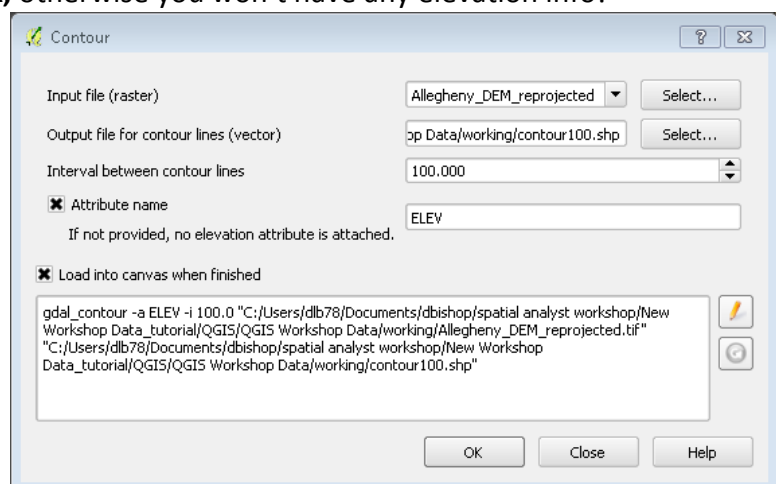 otherwise you won't have any elevation info!
Contour
Input file (raster)
Allegheny_DEM_reprojected
Select...
Output file for contour lines (vector)
op Data/working/contour100.shp
Select...
Interval between contour lines
100.000
Attribute name
ELEV
If not provided, no elevation attribute is attached.
Load into canvas when finished
gdal_contour -a ELEV -i 100.0 "C:/Users/dlb78/Documents/dbishop/spatial analyst workshop/New
Workshop Data_tutorial/QGIS/QGIS Workshop Data/working/Allegheny_DEM_reprojected.tif"
"C:/Users/dlb78/Documents/dbishop/spatial analyst workshop/New Workshop
Data_tutorial/QGIS/QGIS Workshop Data/working/contour100.shp"
OK
Close
Help